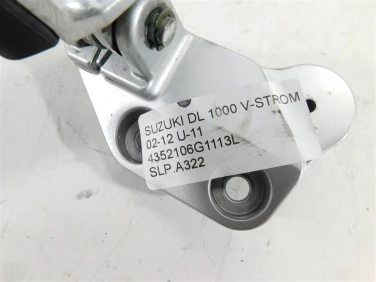 SUZUKI DL 1000 V-STROM
02-12 U-11
4352106G1113L
SLP.A322